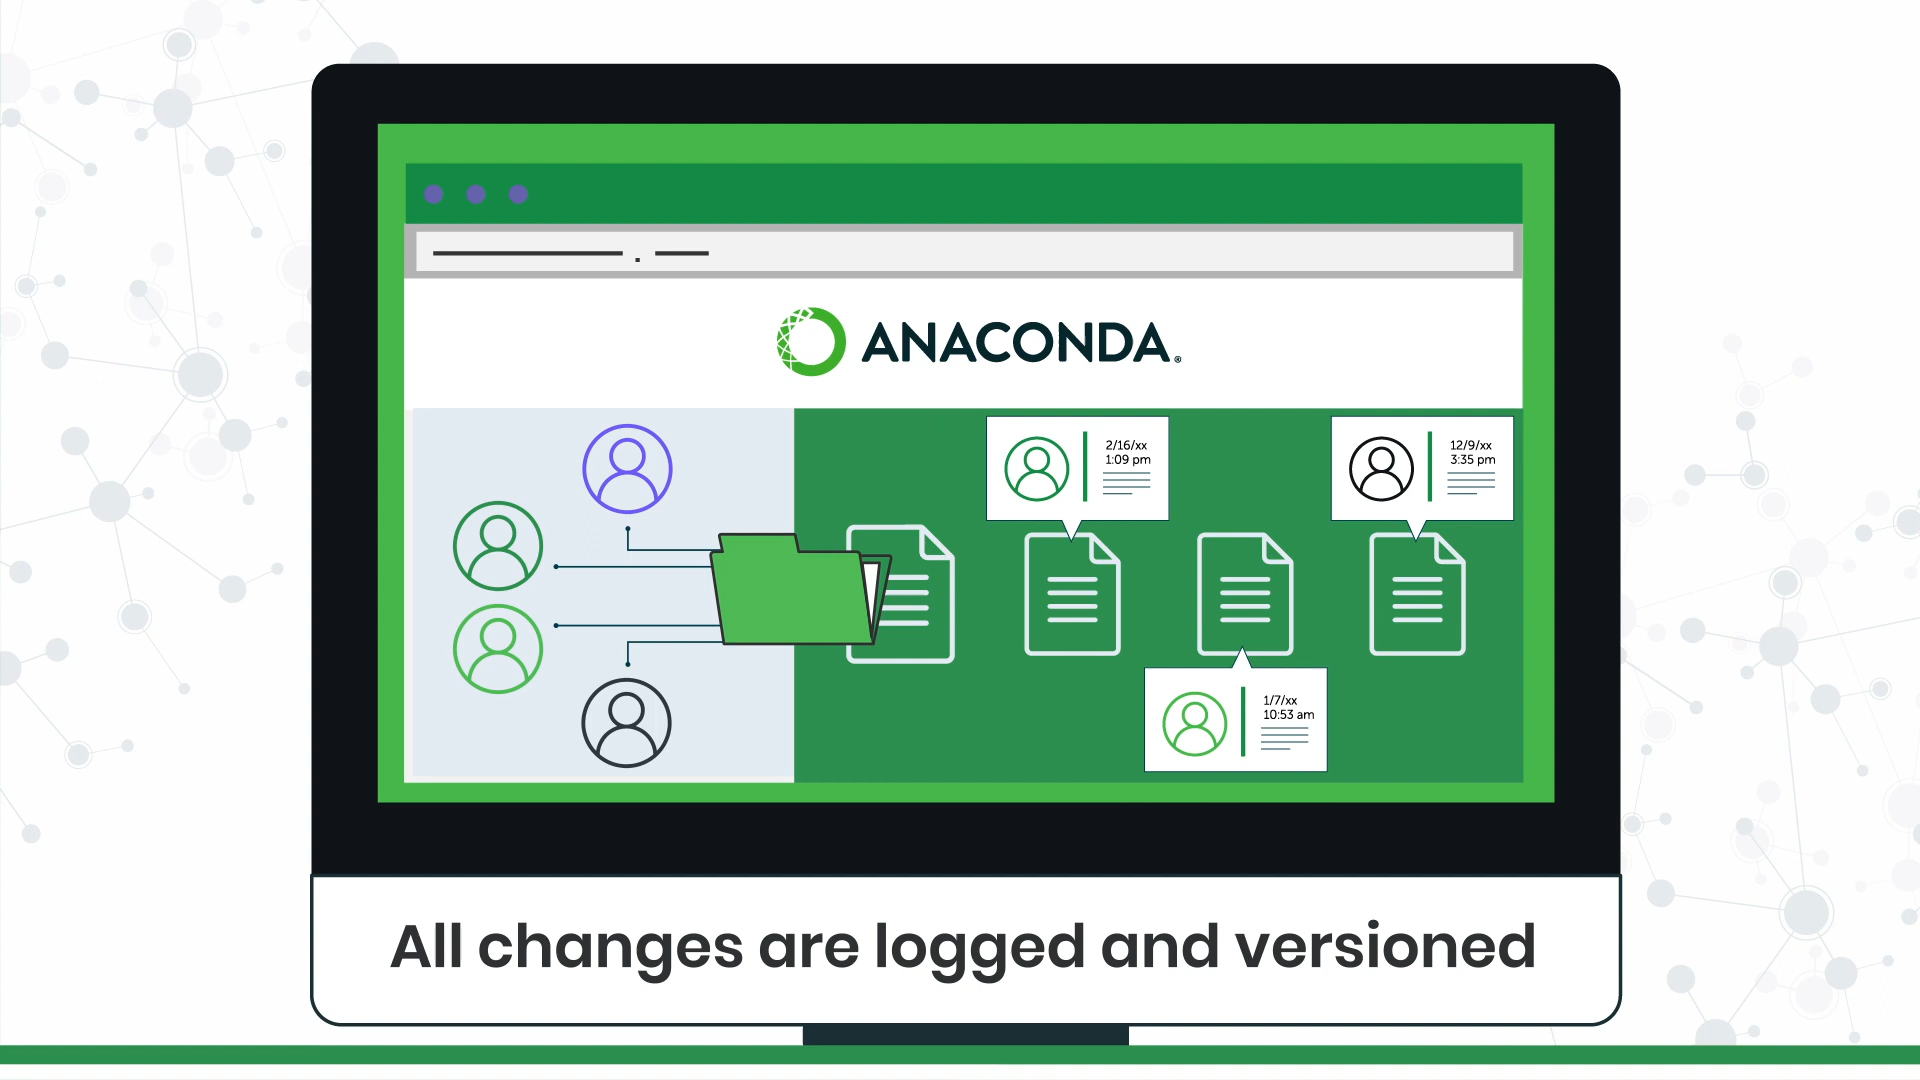 ANACONDA®
2/16/xx
1:09 pm
12/9/xx
3:35 pm
1/7/xx
10:53 am
All changes are logged and versioned